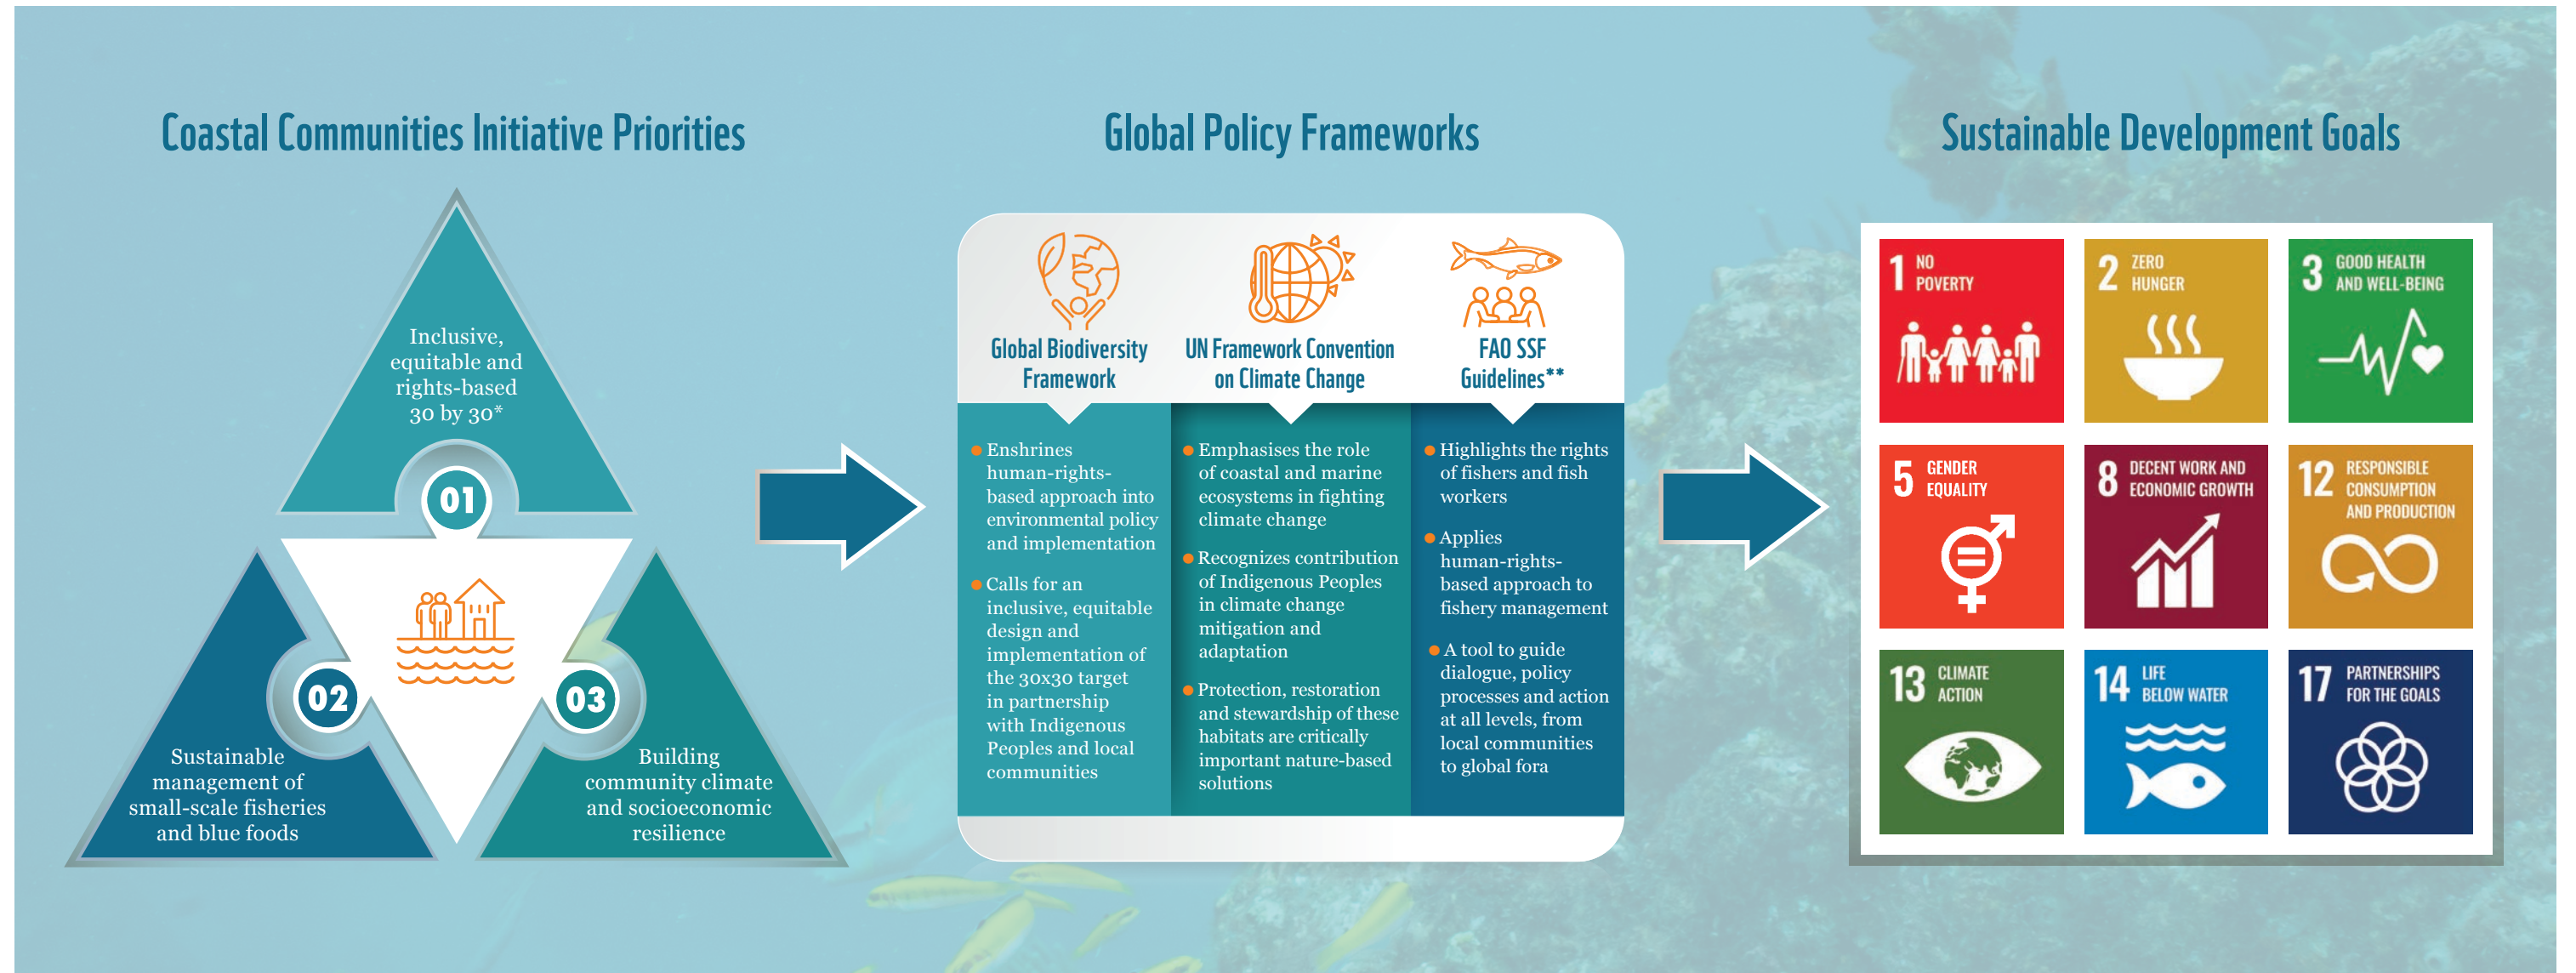 Coastal Communities Initiative Priorities
Inclusive,
equitable and
rights-based
30 by 30*
01
02
Sustainable
management of
small-scale fisheries
and blue foods
03
Building
community climate
and socioeconomic
resilience
Global Policy Frameworks
Global Biodiversity
Framework
Enshrines
human-rights-
based approach into
environmental policy
and implementation
Calls for an
inclusive, equitable
design and
implementation of
the 30x30 target
in partnership
with Indigenous
Peoples and local
communities
UN Framework Convention
on Climate Change
Emphasises the role
of coastal and marine
ecosystems in fighting
climate change
Recognizes contribution
of Indigenous Peoples
in climate change
mitigation and
adaptation
Protection, restoration
and stewardship of these
habitats are critically
important nature-based
solutions
FAO SSF
Guidelines**
Highlights the rights
of fishers and fish
workers
Applies
human-rights-
based approach to
fishery management
A tool to guide
dialogue, policy
processes and action
at all levels, from
local communities
to global fora
Sustainable Development Goals
1 NO
POVERTY
2 ZERO
HUNGER
3 GOOD HEALTH
AND WELL-BEING
5 GENDER
EQUALITY
8 DECENT WORK AND
ECONOMIC GROWTH
12 RESPONSIBLE
CONSUMPTION
AND PRODUCTION
13 CLIMATE
ACTION
14 LIFE
BELOW WATER
17 PARTNERSHIPS
FOR THE GOALS